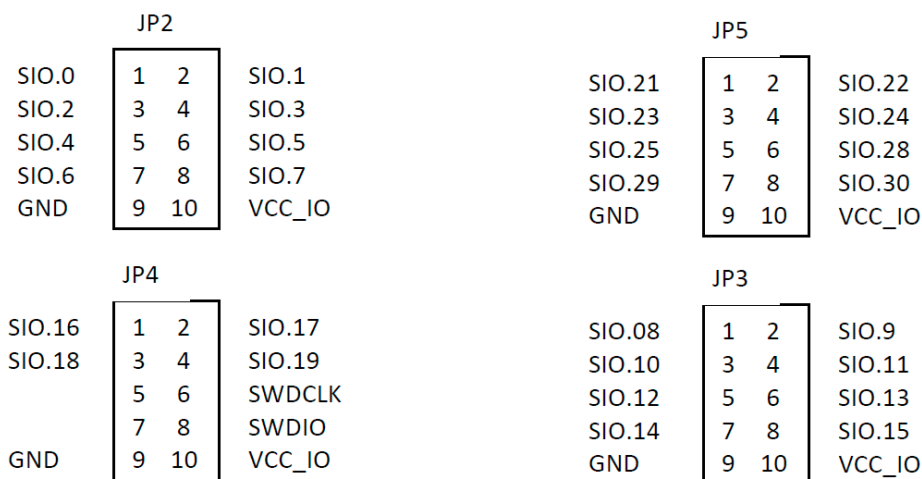 JP2
SIO.0 1 2 SIO.1
SIO.2 3 4 SIO.3
SIO.4 5 6 SIO.5
SIO.6 7 8 SIO.7
GND 9 10 VCC_IO
JP5
SIO.21 1 2 SIO.22
SIO.23 3 4 SIO.24
SIO.25 5 6 SIO.28
SIO.29 7 8 SIO.30
GND 9 10 VCC_IO
JP4
SIO.16 1 2 SIO.17
SIO.18 3 4 SIO.19
5 6 SWDCLK
7 8 SWDIO
GND 9 10 VCC_IO
JP3
SIO.08 1 2 SIO.9
SIO.10 3 4 SIO.11
SIO.12 5 6 SIO.13
SIO.14 7 8 SIO.15
GND 9 10 VCC_IO